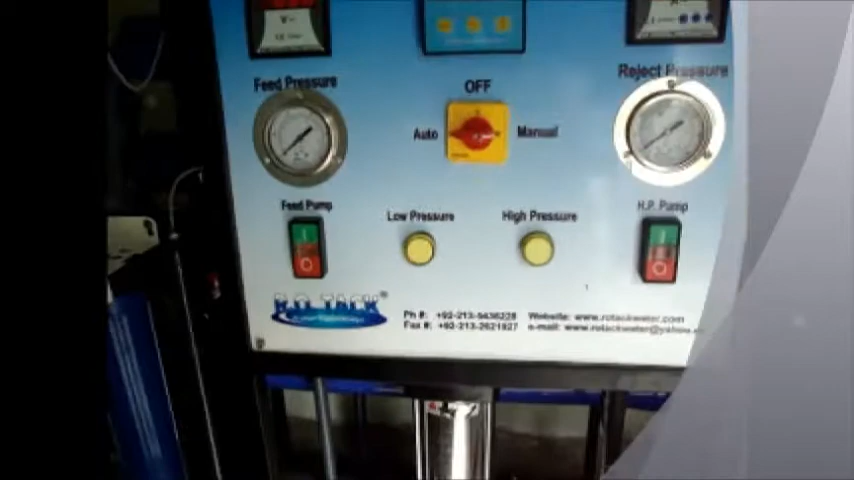 V
A
Feed Pressure
OFF
Reject Pressure
Auto
Manual
Feed Pump
Low Pressure
High Pressure
H.P. Pump
Ph #: +92-213-5436228 Website: www.rotackwater.com
Fax #: +92-213-2621827 e-mail: www.rotackwater@yahoo